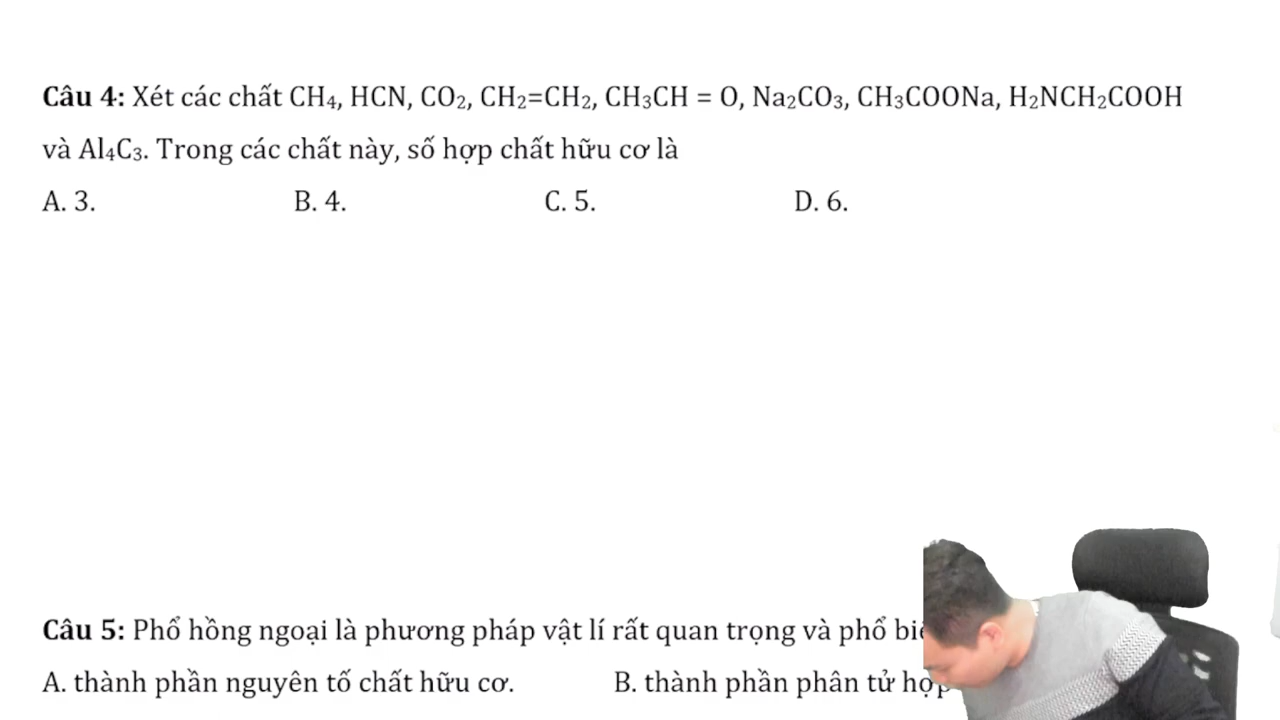 Câu 4: Xét các chất CH₄, HCN, CO₂, CH₂=CH₂, CH₃CH = O, Na₂CO₃, CH₃COONa, H₂NCH₂COOH
và Al₄C₃. Trong các chất này, số hợp chất hữu cơ là
A. 3. B. 4. C. 5. D. 6.
Câu 5: Phổ hồng ngoại là phương pháp vật lí rất quan trọng và phổ
A. thành phần nguyên tố chất hữu cơ. B. thành phần phân tử hợp